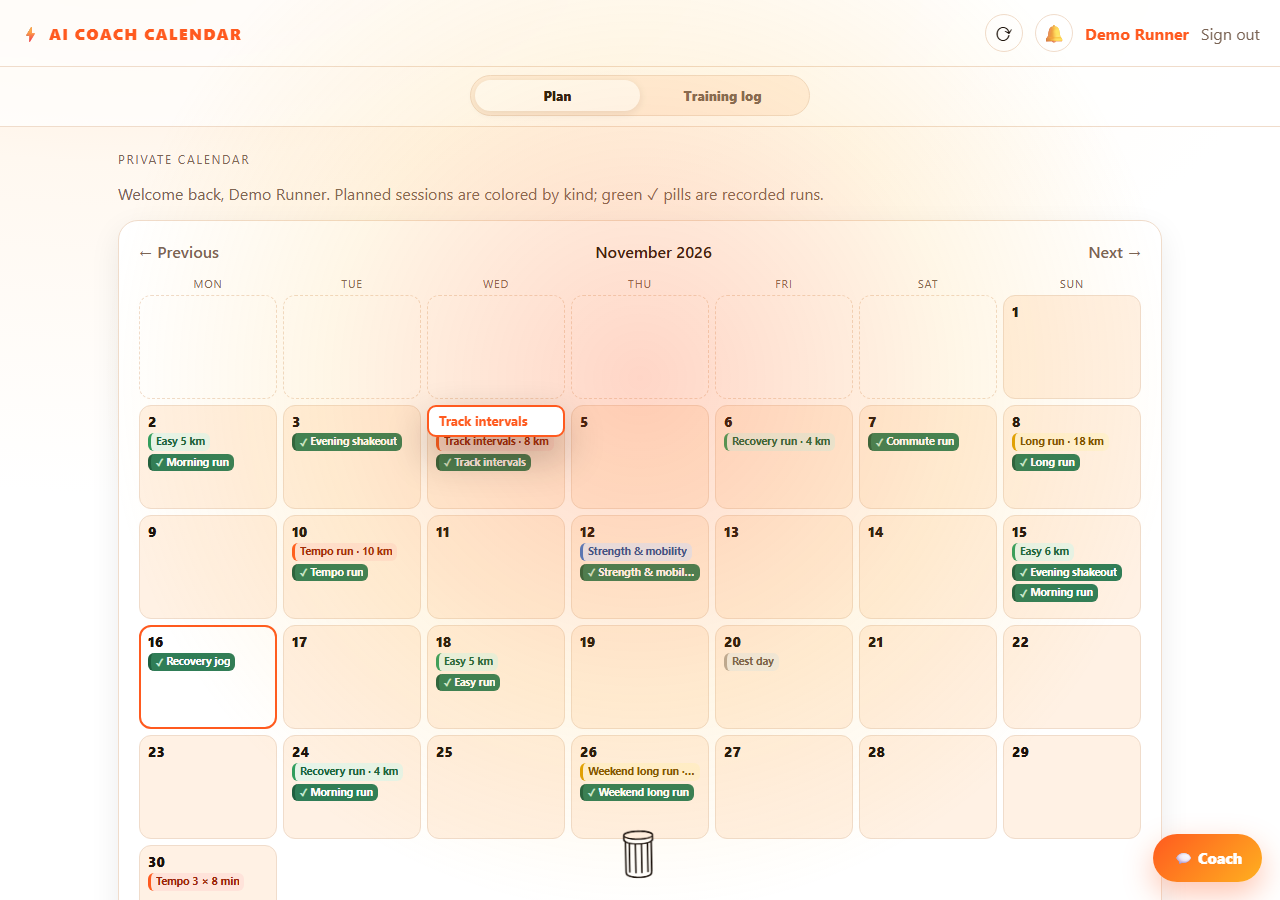 AI COACH CALENDAR
Demo Runner
Sign out
Plan
Training log
PRIVATE CALENDAR
Welcome back, Demo Runner. Planned sessions are colored by kind; green ✓ pills are recorded runs.
← Previous
November 2026
Next →
MON TUE WED THU FRI SAT SUN
1
2
Easy 5 km
✓ Morning run
3
✓ Evening shakeout
Track intervals
Track intervals · 8 km
✓ Track intervals
5
6
Recovery run · 4 km
7
✓ Commute run
8
Long run · 18 km
✓ Long run
9
10
Tempo run · 10 km
✓ Tempo run
11
12
Strength & mobility
✓ Strength & mobil...
13
14
15
Easy 6 km
✓ Evening shakeout
✓ Morning run
16
✓ Recovery jog
17
18
Easy 5 km
✓ Easy run
19
20
Rest day
21
22
23
24
Recovery run · 4 km
✓ Morning run
25
26
Weekend long run ·...
✓ Weekend long run
27
28
29
30
Tempo 3 × 8 min
Coach